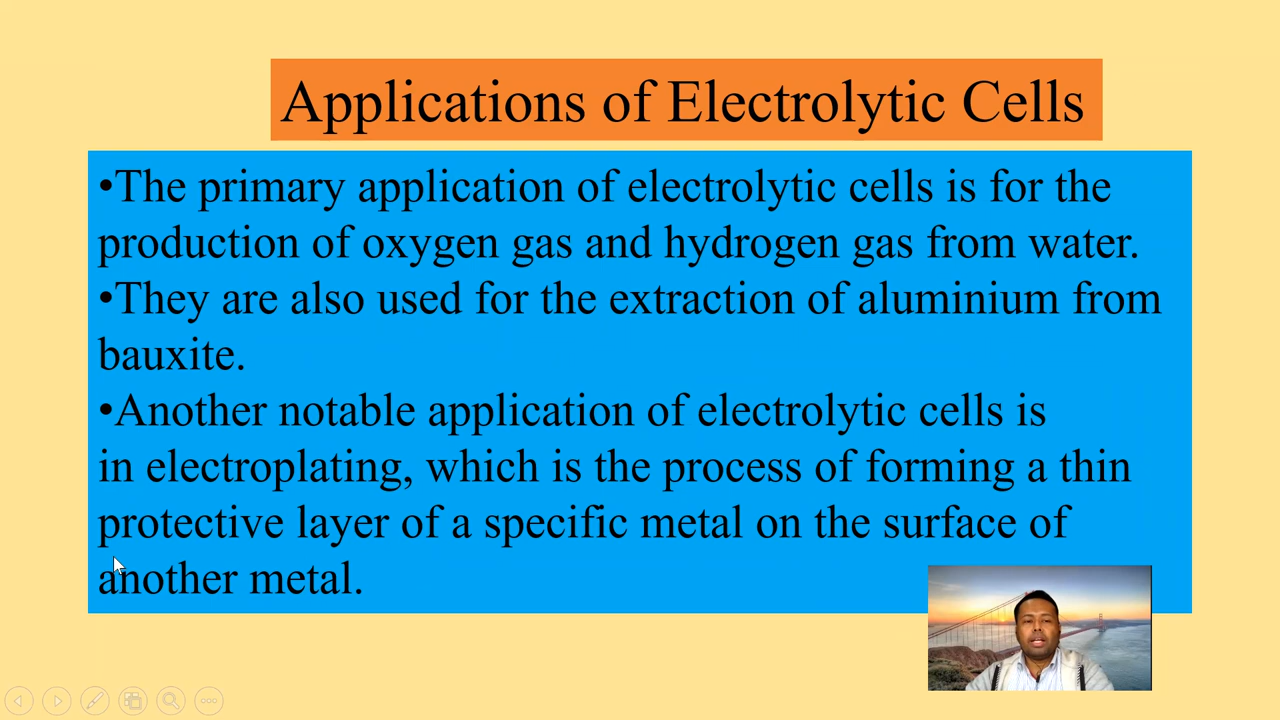 Applications of Electrolytic Cells
•The primary application of electrolytic cells is for the
production of oxygen gas and hydrogen gas from water.
•They are also used for the extraction of aluminium from
bauxite.
•Another notable application of electrolytic cells is
in electroplating, which is the process of forming a thin
protective layer of a specific metal on the surface of
another metal.